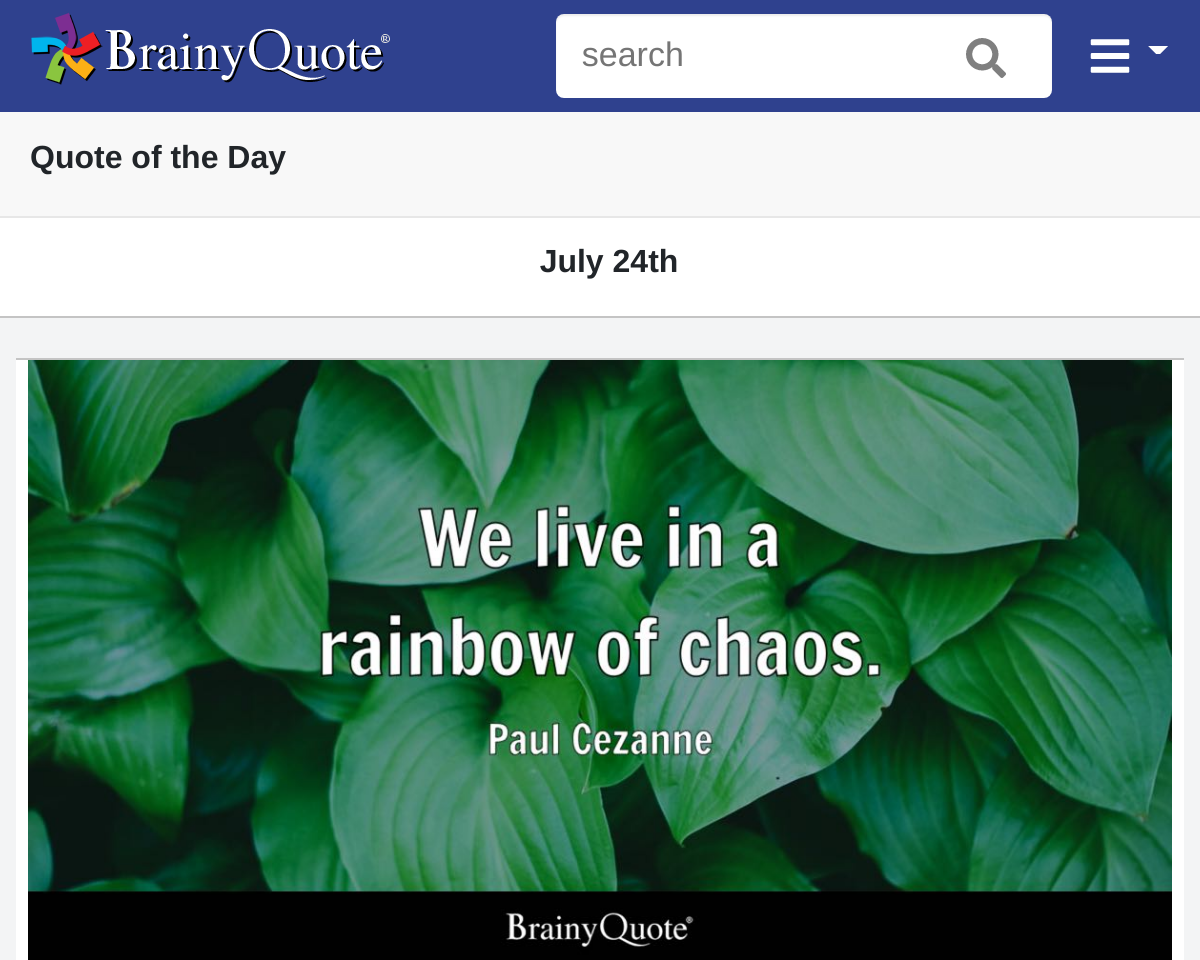 BrainyQuote®
search
Quote of the Day
July 24th
We live in a
rainbow of chaos.
Paul Cezanne
BrainyQuote®